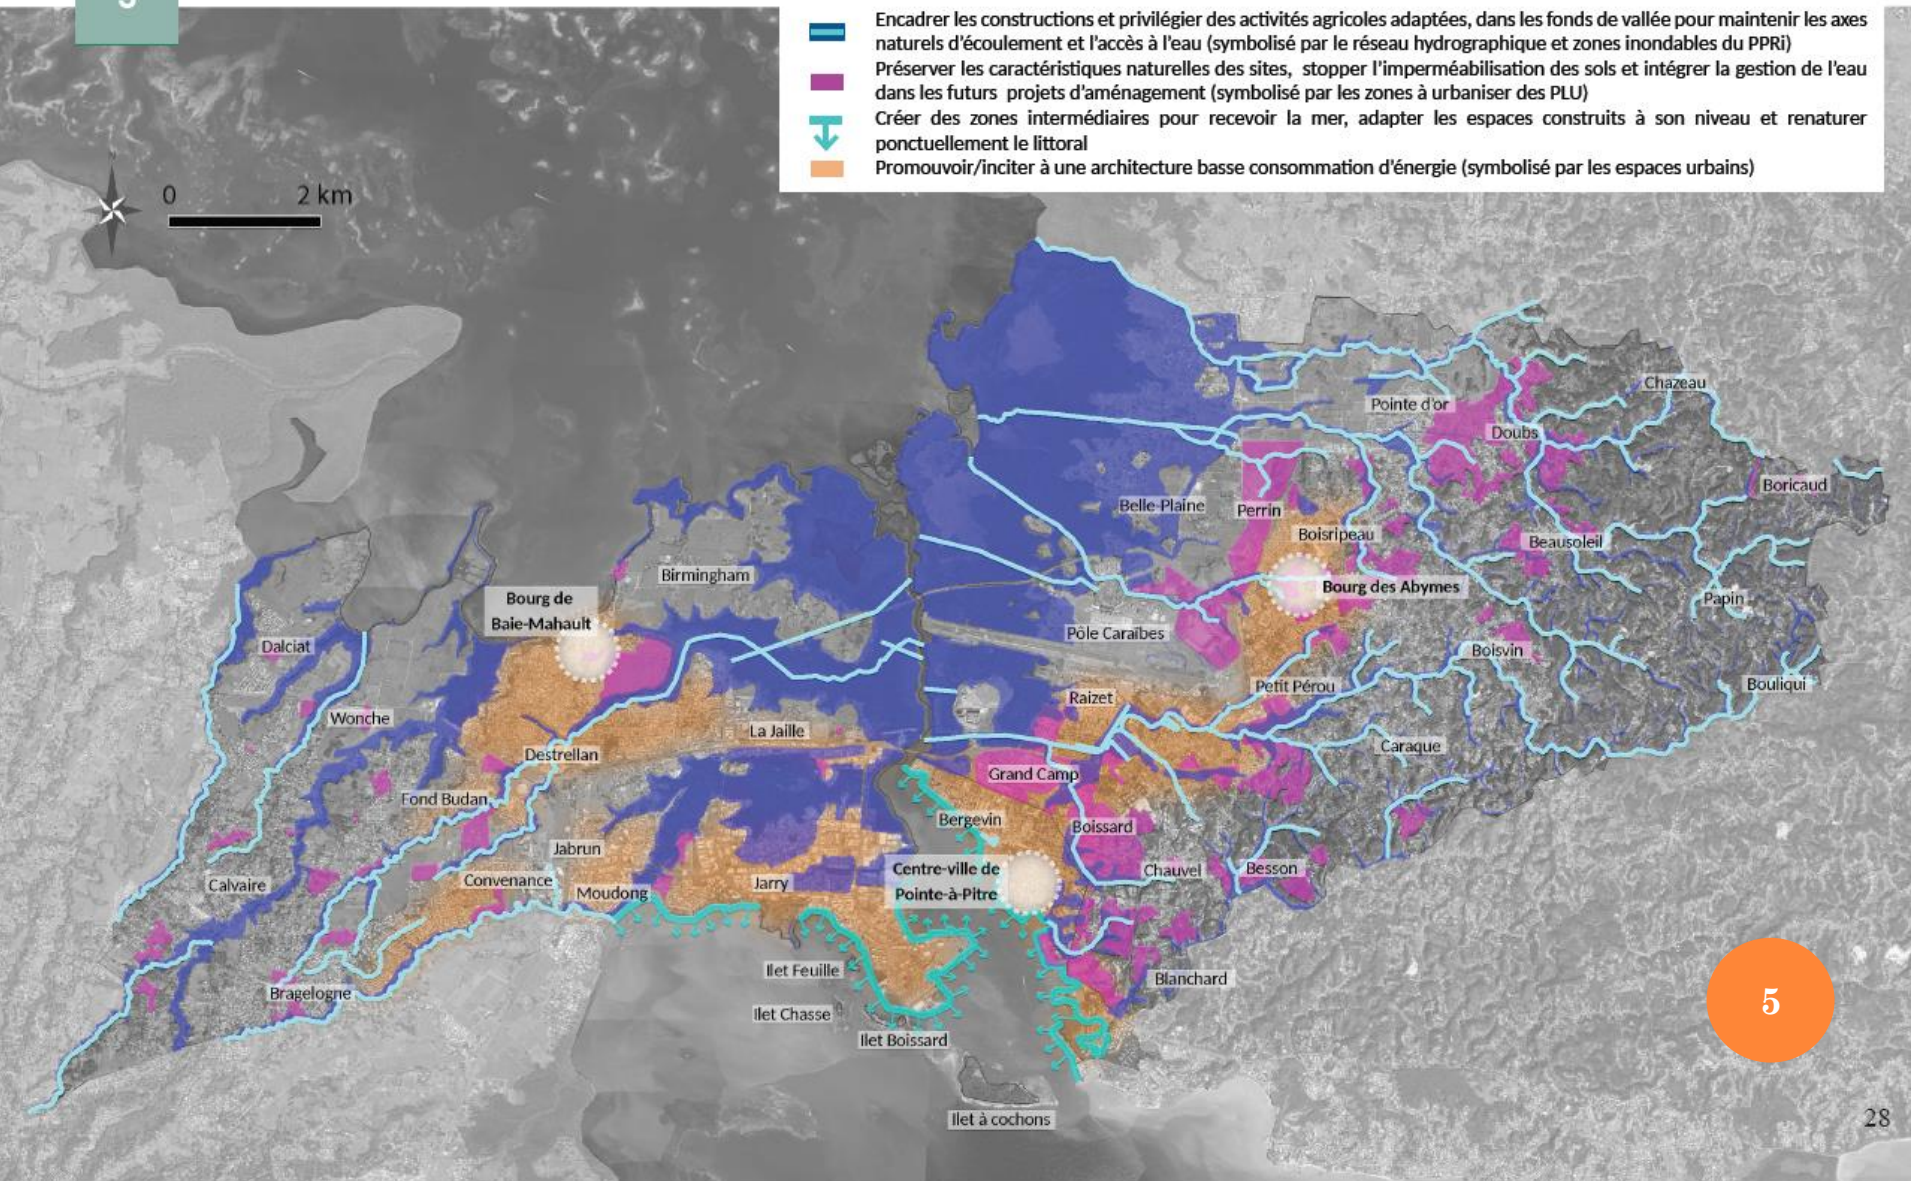 Encadrer les constructions et privilégier des activités agricoles adaptées, dans les fonds de vallée pour maintenir les axes
naturels d'écoulement et l'accès à l'eau (symbolisé par le réseau hydrographique et zones inondables du PPRi)
Préserver les caractéristiques naturelles des sites, stopper l'imperméabilisation des sols et intégrer la gestion de l'eau
dans les futurs projets d'aménagement (symbolisé par les zones à urbaniser des PLU)
Créer des zones intermédiaires pour recevoir la mer, adapter les espaces construits à son niveau et renaturer
ponctuellement le littoral
Promouvoir/inciter à une architecture basse consommation d'énergie (symbolisé par les espaces urbains)
0 2 km
Chazeau
Pointe d'or
Doubs
Boricaud
Belle-Plaine
Perrin
Boisripeau
Beausoleil
Birmingham
Bourg des Abymes
Bourg de
Baie-Mahault
Papin
Pôle Caraïbes
Dalciat
Boisvin
Petit Pérou
Bouliqui
Raizet
Wonche
La Jaille
Caraque
Destrellan
Grand Camp
Fond Budan
Bergevin
Boissard
Jabrun
Centre-ville de
Pointe-à-Pitre
Chauvel
Besson
Convenance
Jarry
Calvaire
Moudong
Ilet Feuille
Blanchard
Bragelogne
5
Ilet Chasse
Ilet Boissard
Ilet à cochons
28